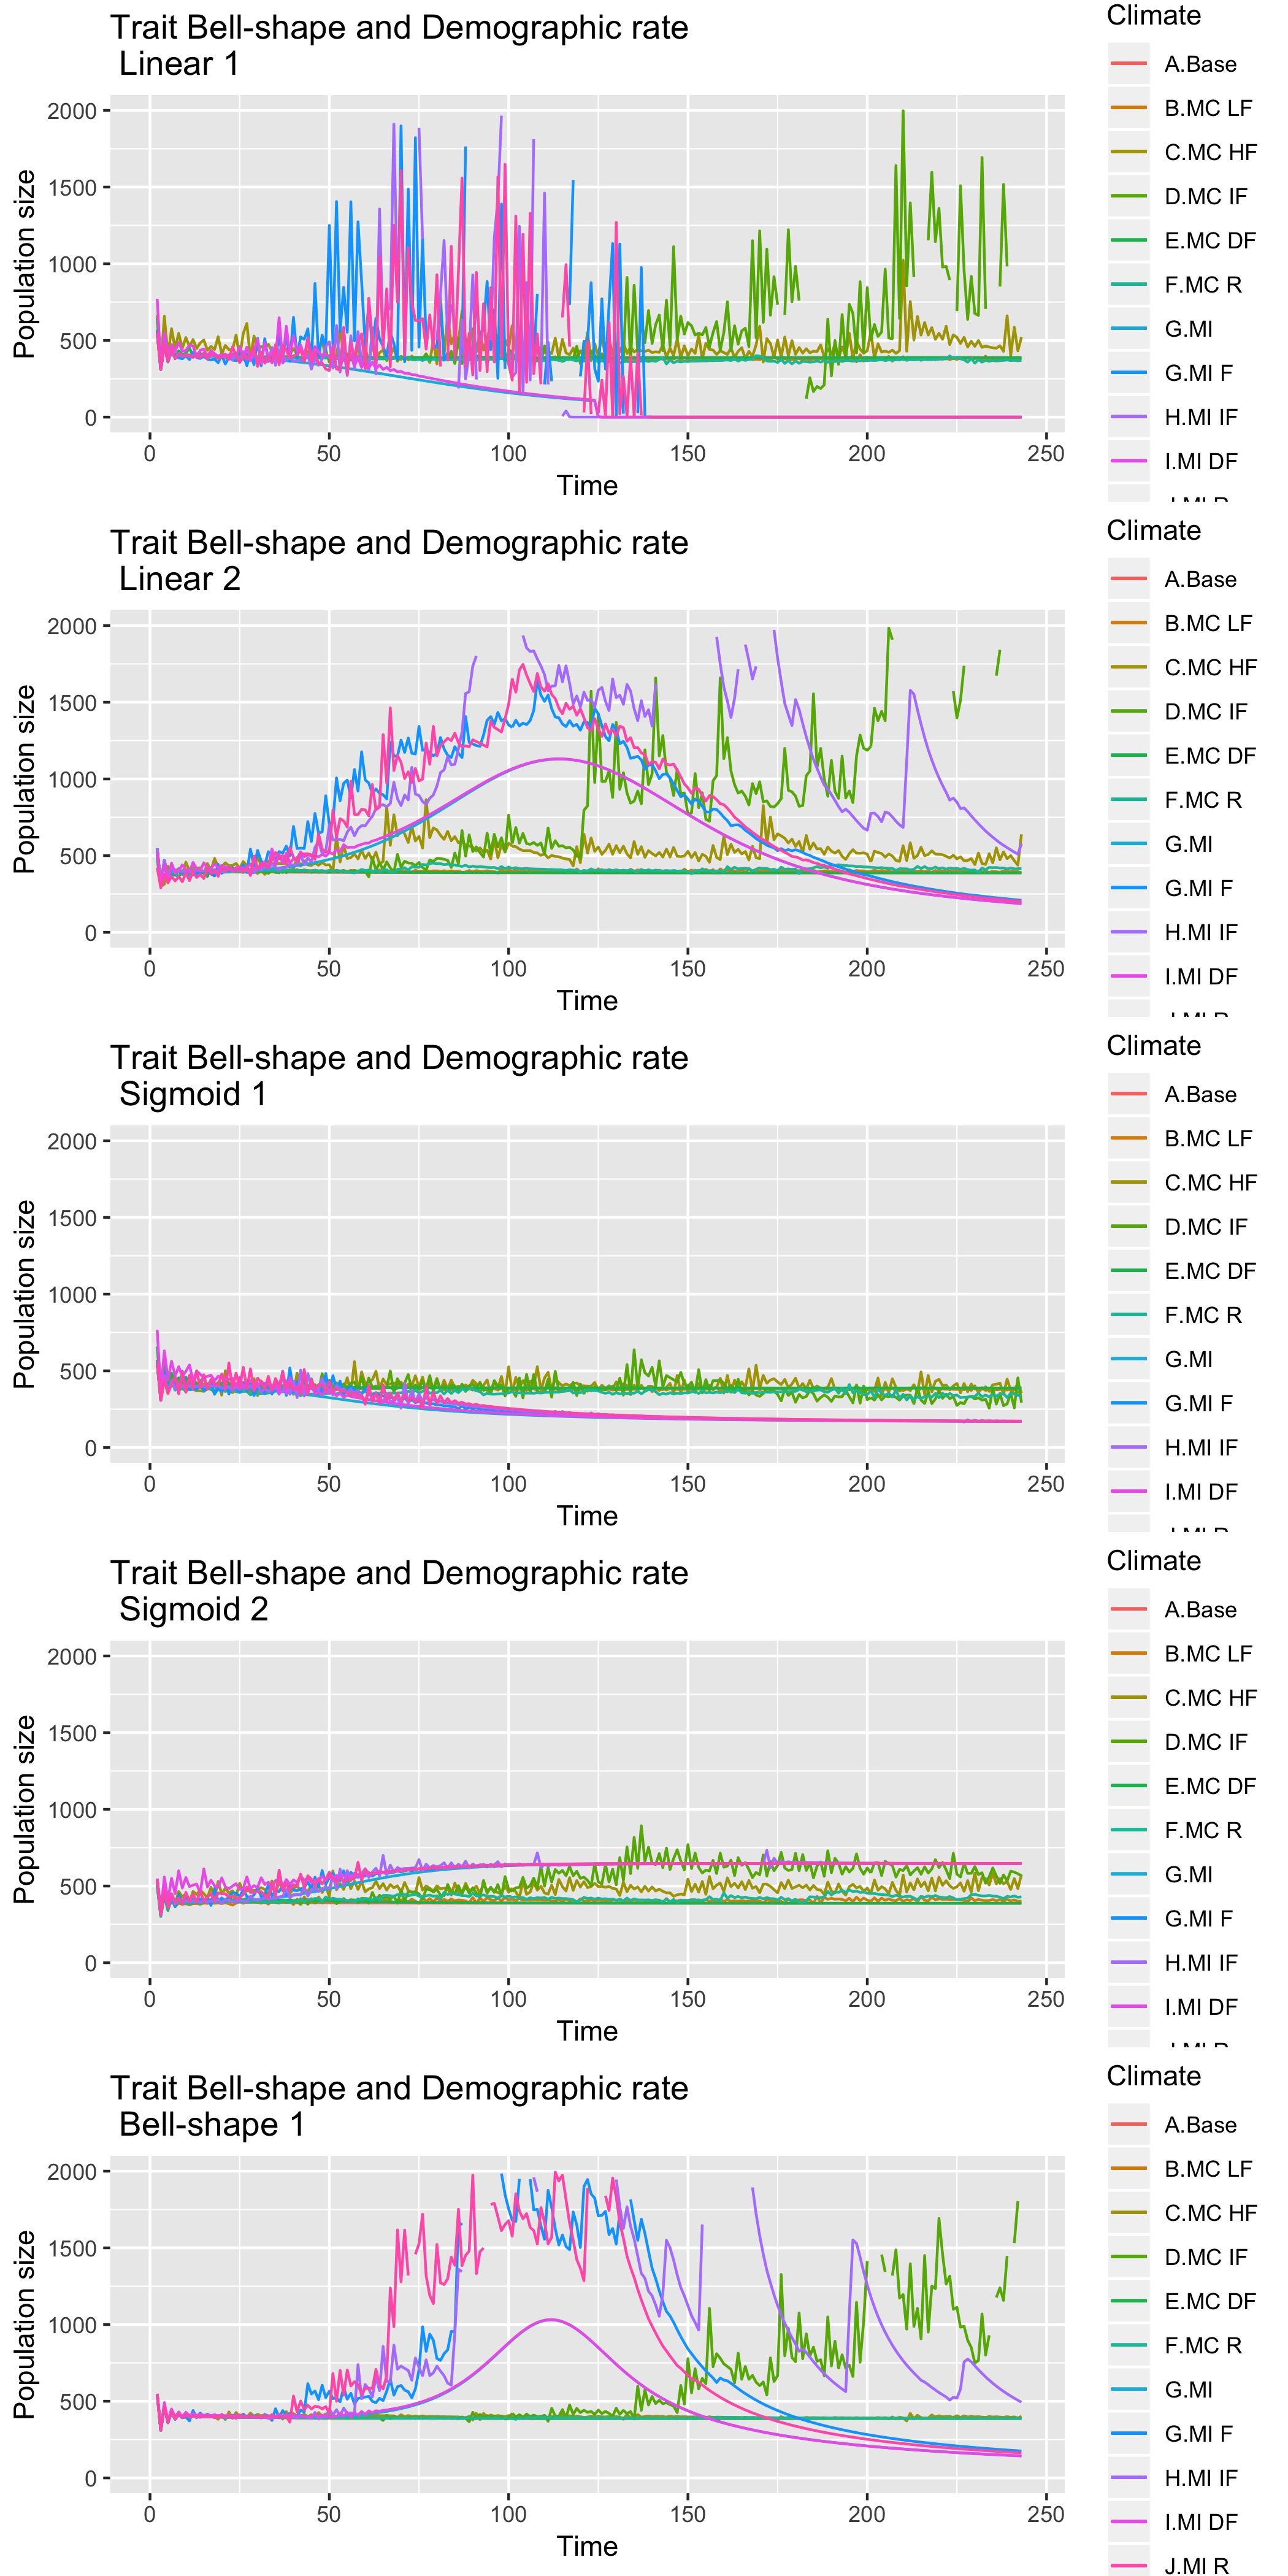 Trait Bell-shape and Demographic rate
Linear 1
Population size
2000
1500
1000
500
0
0 50 100 150 200 250
Time
Climate
A.Base
B.MC LF
C.MC HF
D.MC IF
E.MC DF
F.MC R
G.MI
G.MI F
H.MI IF
I.MI DF
Trait Bell-shape and Demographic rate
Linear 2
Population size
2000
1500
1000
500
0
0 50 100 150 200 250
Time
Climate
A.Base
B.MC LF
C.MC HF
D.MC IF
E.MC DF
F.MC R
G.MI
G.MI F
H.MI IF
I.MI DF
Trait Bell-shape and Demographic rate
Sigmoid 1
Population size
2000
1500
1000
500
0
0 50 100 150 200 250
Time
Climate
A.Base
B.MC LF
C.MC HF
D.MC IF
E.MC DF
F.MC R
G.MI
G.MI F
H.MI IF
I.MI DF
Trait Bell-shape and Demographic rate
Sigmoid 2
Population size
2000
1500
1000
500
0
0 50 100 150 200 250
Time
Climate
A.Base
B.MC LF
C.MC HF
D.MC IF
E.MC DF
F.MC R
G.MI
G.MI F
H.MI IF
I.MI DF
Trait Bell-shape and Demographic rate
Bell-shape 1
Population size
2000
1500
1000
500
0
0 50 100 150 200 250
Time
Climate
A.Base
B.MC LF
C.MC HF
D.MC IF
E.MC DF
F.MC R
G.MI
G.MI F
H.MI IF
I.MI DF
J.MI R